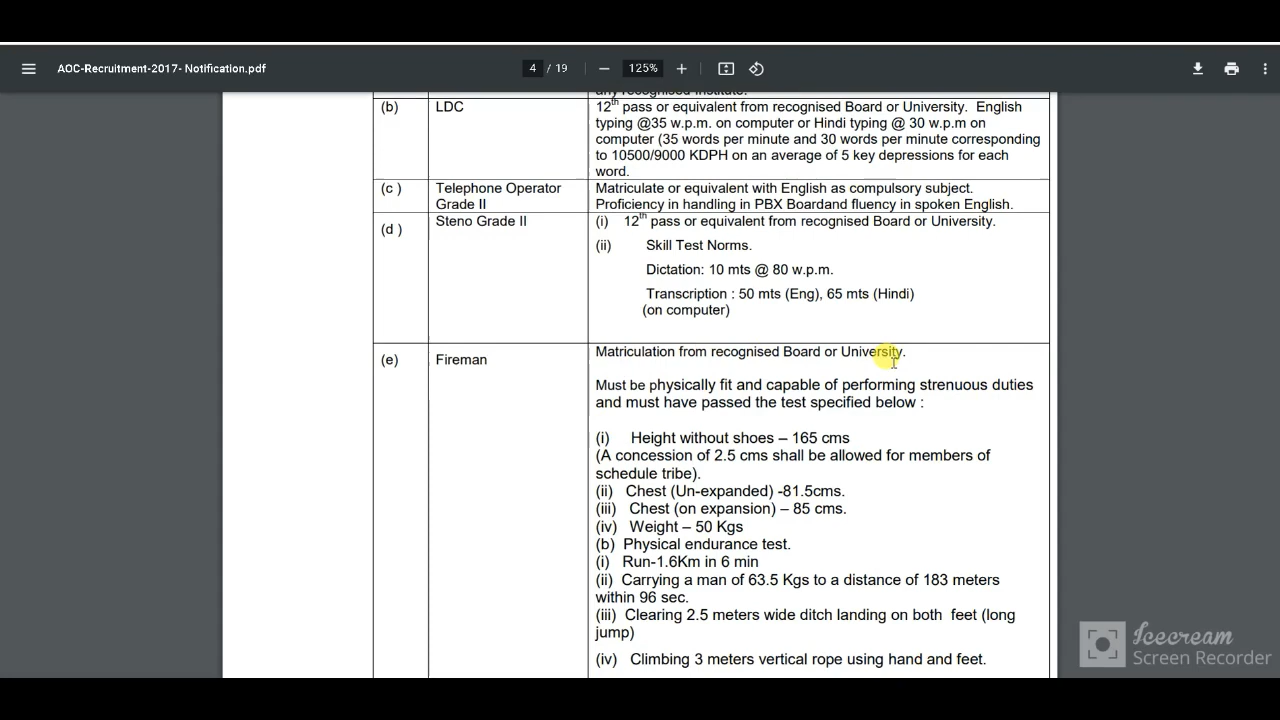 AOC-Recruitment-2017- Notification.pdf
4 / 19
125%
any recognised Institute.
(b) LDC 12th pass or equivalent from recognised Board or University. English
typing @35 w.p.m. on computer or Hindi typing @ 30 w.p.m on
computer (35 words per minute and 30 words per minute corresponding
to 10500/9000 KDPH on an average of 5 key depressions for each
word.
(c ) Telephone Operator Matriculate or equivalent with English as compulsory subject.
Grade II Proficiency in handling in PBX Boardand fluency in spoken English.
(d ) Steno Grade II (i) 12th pass or equivalent from recognised Board or University.
(ii) Skill Test Norms.
Dictation: 10 mts @ 80 w.p.m.
Transcription : 50 mts (Eng), 65 mts (Hindi)
(on computer)
(e) Fireman Matriculation from recognised Board or University.
Must be physically fit and capable of performing strenuous duties
and must have passed the test specified below :
(i) Height without shoes – 165 cms
(A concession of 2.5 cms shall be allowed for members of
schedule tribe).
(ii) Chest (Un-expanded) -81.5cms.
(iii) Chest (on expansion) – 85 cms.
(iv) Weight – 50 Kgs
(b) Physical endurance test.
(i) Run-1.6Km in 6 min
(ii) Carrying a man of 63.5 Kgs to a distance of 183 meters
within 96 sec.
(iii) Clearing 2.5 meters wide ditch landing on both feet (long
jump)
(iv) Climbing 3 meters vertical rope using hand and feet.
Icecream
Screen Recorder